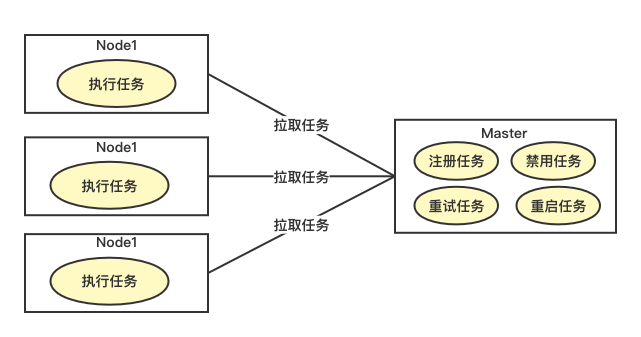 Node1
执行任务
Node1
执行任务
Node1
执行任务
拉取任务
拉取任务
拉取任务
Master
注册任务
禁用任务
重试任务
重启任务